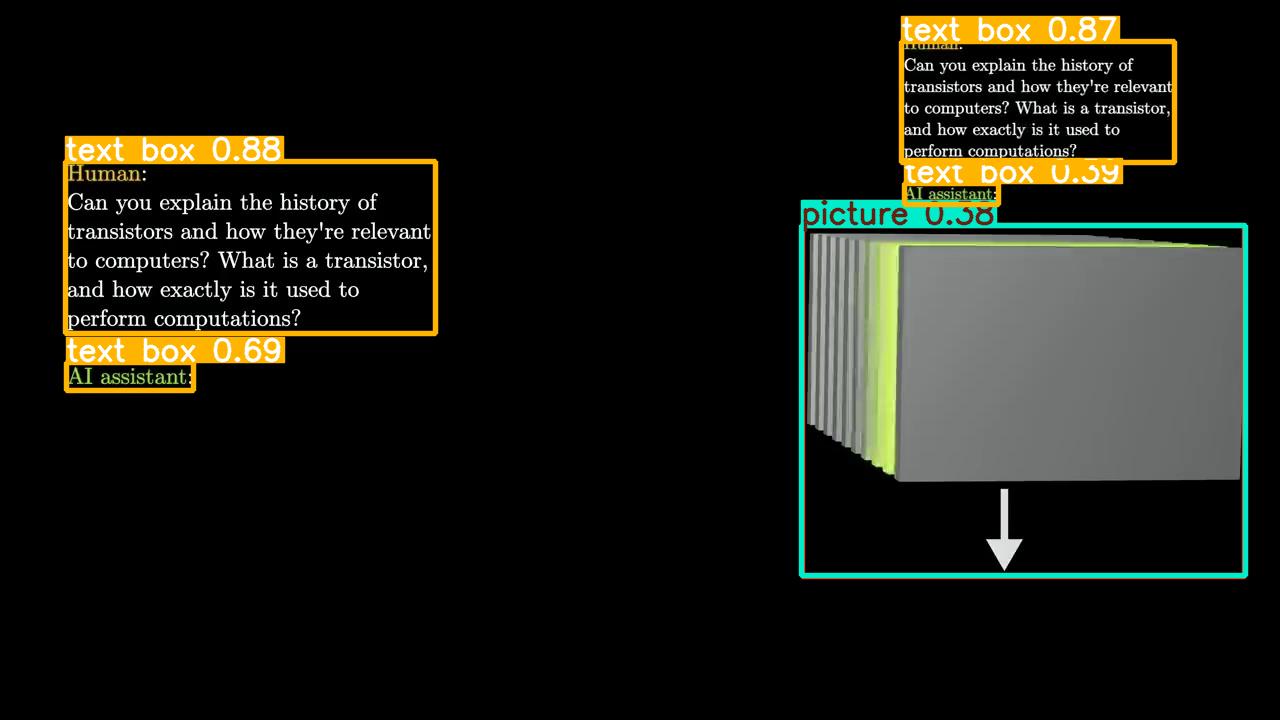 text box 0.88
Human:
Can you explain the history of
transistors and how they're relevant
to computers? What is a transistor,
and how exactly is it used to
perform computations?
text box 0.69
AI assistant:
text box 0.87
Human:
Can you explain the history of
transistors and how they're relevant
to computers? What is a transistor,
and how exactly is it used to
perform computations?
text box 0.39
AI assistant:
picture 0.38